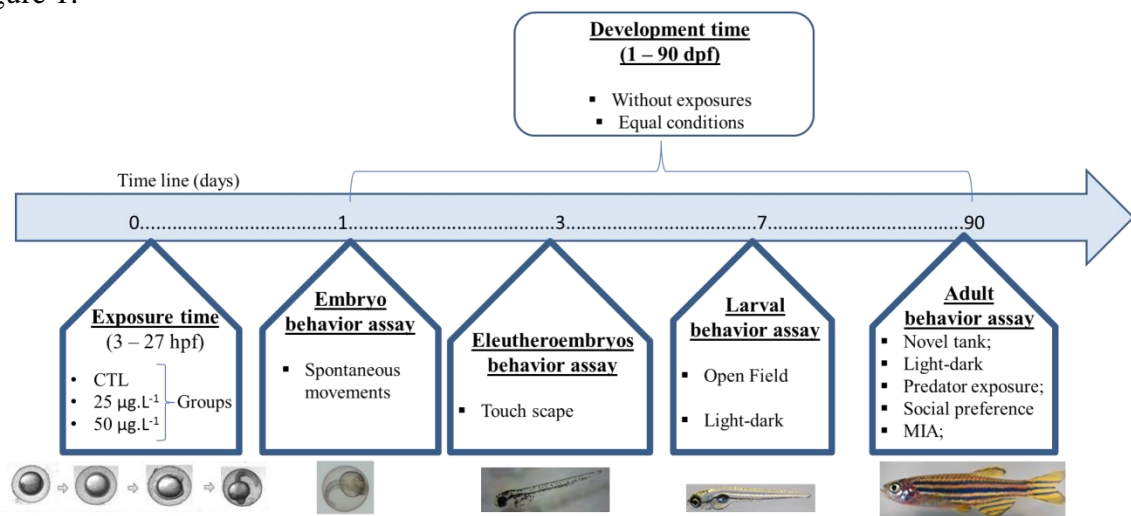 gure 1.
Development time
(1 – 90 dpf)
▪ Without exposures
▪ Equal conditions
Time line (days)
0.......................................1.......................................3.....................................7.......................................90
Exposure time
(3 – 27 hpf)
• CTL
• 25 µg.L⁻¹
• 50 µg.L⁻¹
Groups
Embryo
behavior assay
▪ Spontaneous
movements
Eleutheroembryos
behavior assay
▪ Touch scape
Larval
behavior assay
▪ Open Field
▪ Light-dark
Adult
behavior assay
▪ Novel tank;
▪ Light-dark
▪ Predator exposure;
▪ Social preference
▪ MIA;